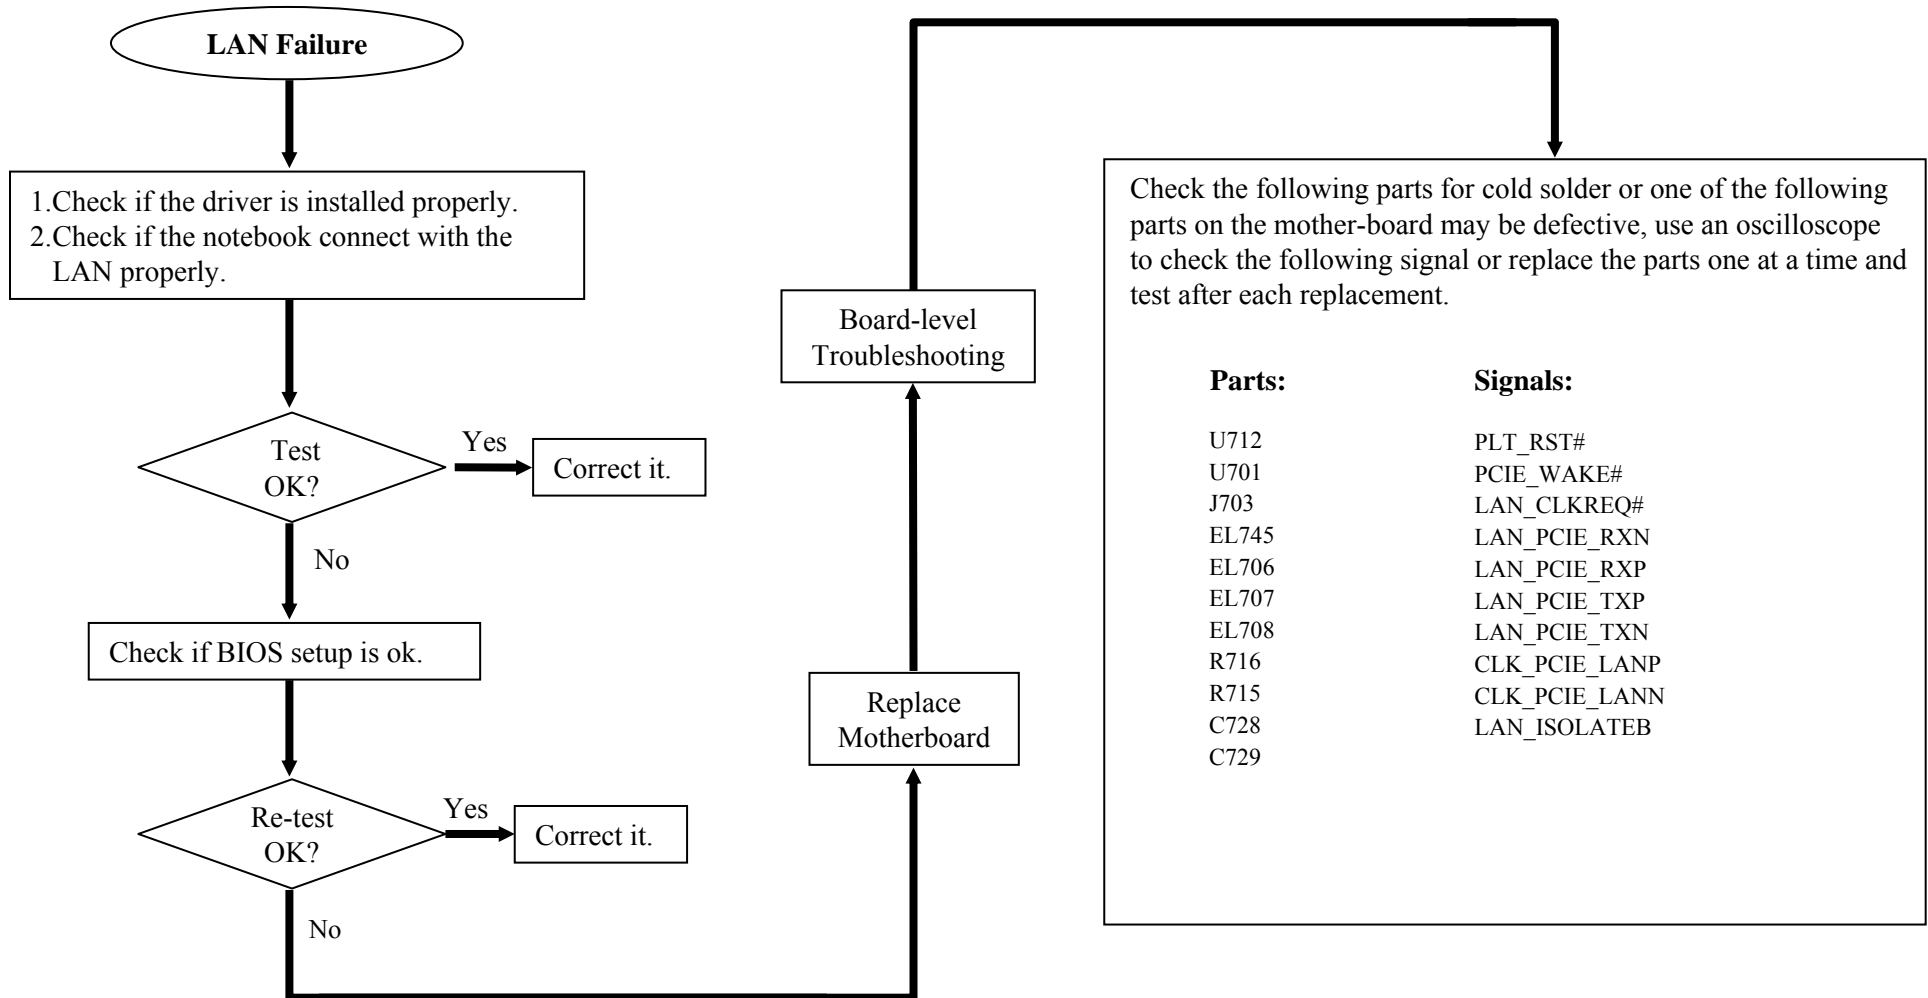 LAN Failure
1.Check if the driver is installed properly.
2.Check if the notebook connect with the
LAN properly.
Test
OK?
Yes
Correct it.
No
Check if BIOS setup is ok.
Re-test
OK?
Yes
Correct it.
No
Replace
Motherboard
Board-level
Troubleshooting
Check the following parts for cold solder or one of the following
parts on the mother-board may be defective, use an oscilloscope
to check the following signal or replace the parts one at a time and
test after each replacement.
Parts:
U712
U701
J703
EL745
EL706
EL707
EL708
R716
R715
C728
C729
Signals:
PLT_RST#
PCIE_WAKE#
LAN_CLKREQ#
LAN_PCIE_RXN
LAN_PCIE_RXP
LAN_PCIE_TXP
LAN_PCIE_TXN
CLK_PCIE_LANP
CLK_PCIE_LANN
LAN_ISOLATEB